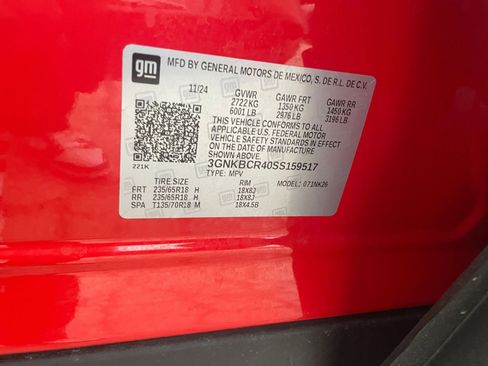 gm
MFD BY GENERAL MOTORS DE MEXICO, S. DE R.L. DE C.V.
11/24 GVWR GAWR FRT GAWR RR
2722 KG 1350 KG 1450 KG
6001 LB 2976 LB 3196 LB
THIS VEHICLE CONFORMS TO ALL
APPLICABLE U.S. FEDERAL MOTOR
VEHICLE SAFETY STANDARDS IN EFFECT
ON THE DATE OF MANUFACTURE SHOWN ABOVE.
3GNKBCR40SS159517
221K TYPE: MPV MODEL: 071NK26
TIRE SIZE RIM
FRT 235/65R18 H 18X8J
RR 235/65R18 H 18X8J
SPA T135/70R18 M 18X4.5B